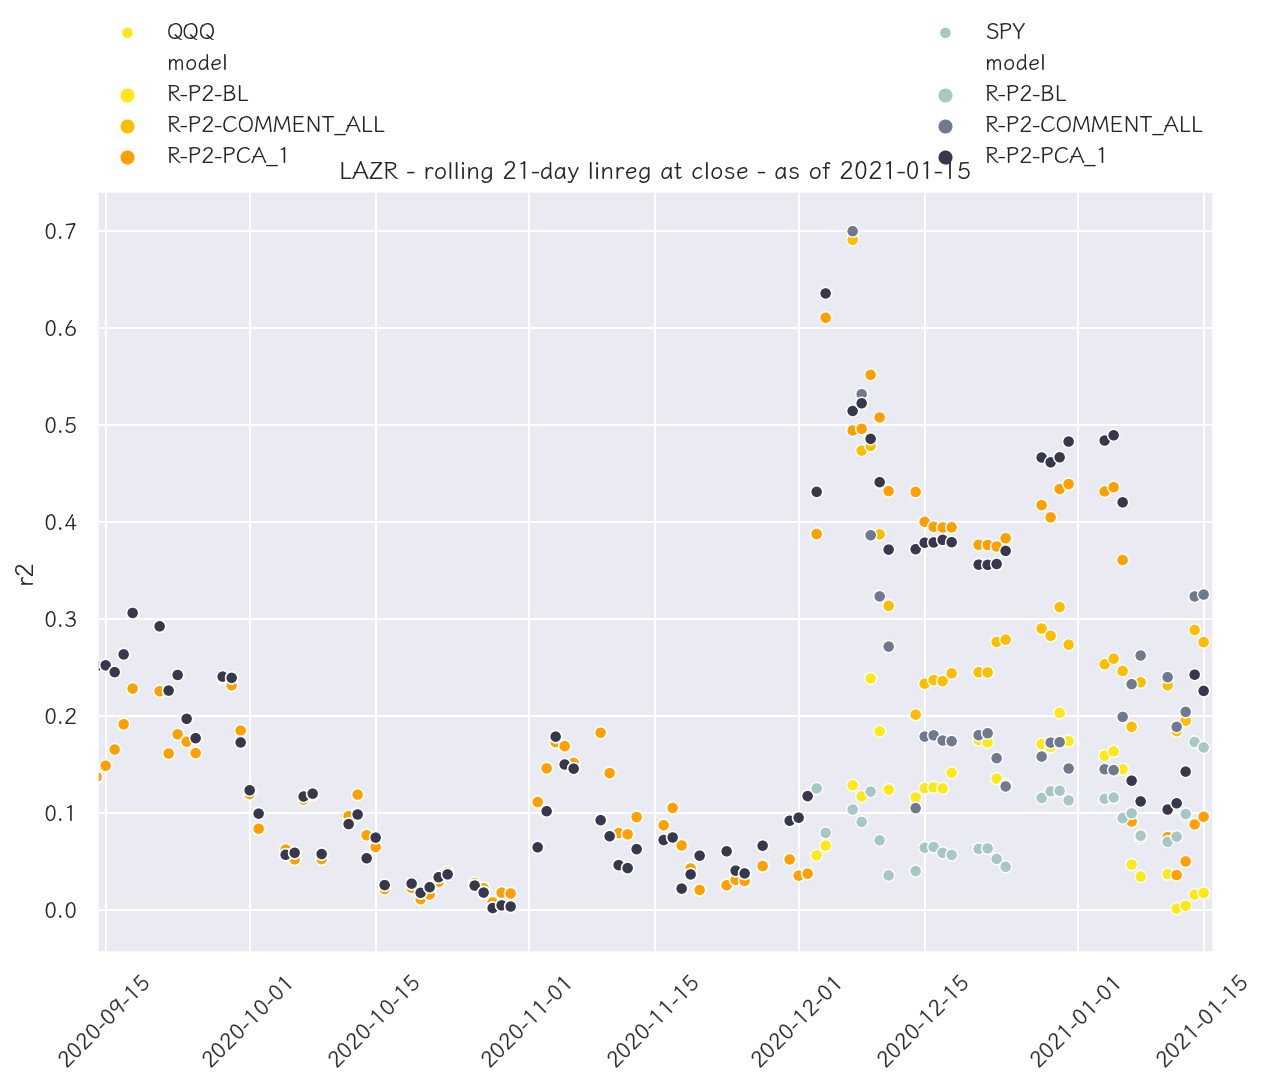 QQQ
model
R-P2-BL
R-P2-COMMENT_ALL
R-P2-PCA_1
SPY
model
R-P2-BL
R-P2-COMMENT_ALL
R-P2-PCA_1
LAZR - rolling 21-day linreg at close - as of 2021-01-15
r2
0.7
0.6
0.5
0.4
0.3
0.2
0.1
0.0
2020-09-15
2020-10-01
2020-10-15
2020-11-01
2020-11-15
2020-12-01
2020-12-15
2021-01-01
2021-01-15